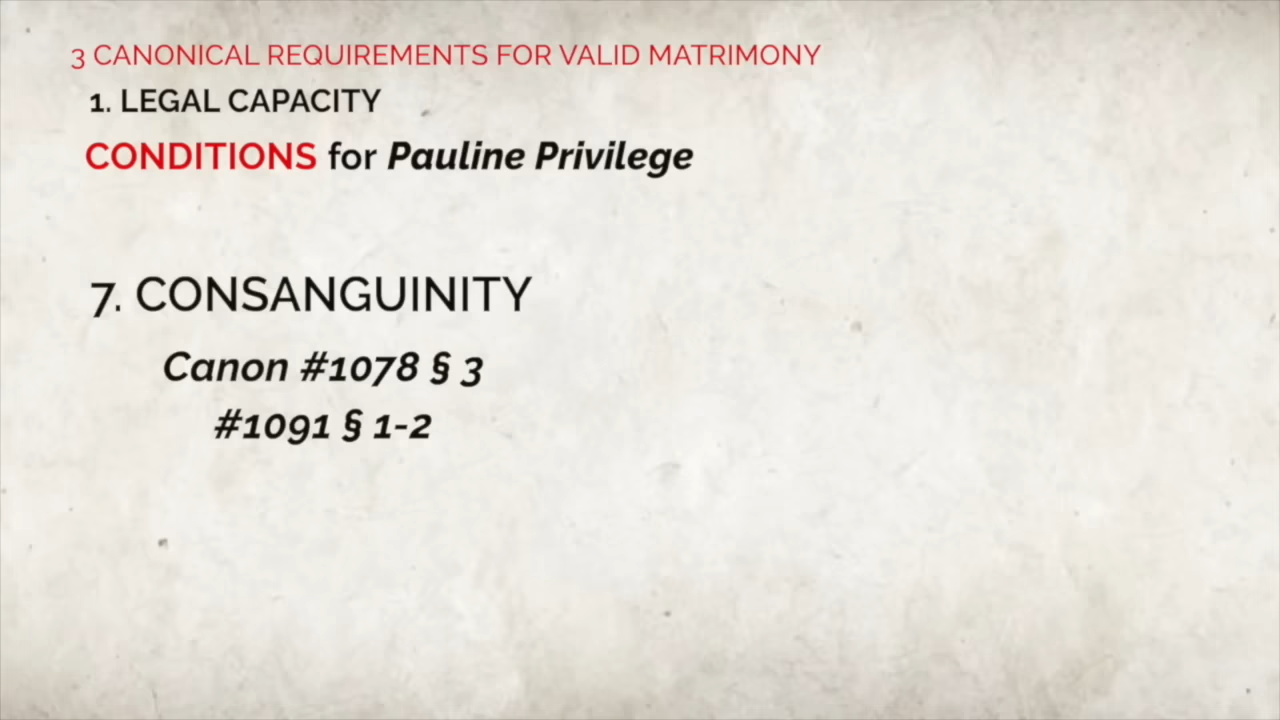 3 CANONICAL REQUIREMENTS FOR VALID MATRIMONY
1. LEGAL CAPACITY
CONDITIONS for Pauline Privilege
7. CONSANGUINITY
Canon #1078 § 3
#1091 § 1-2